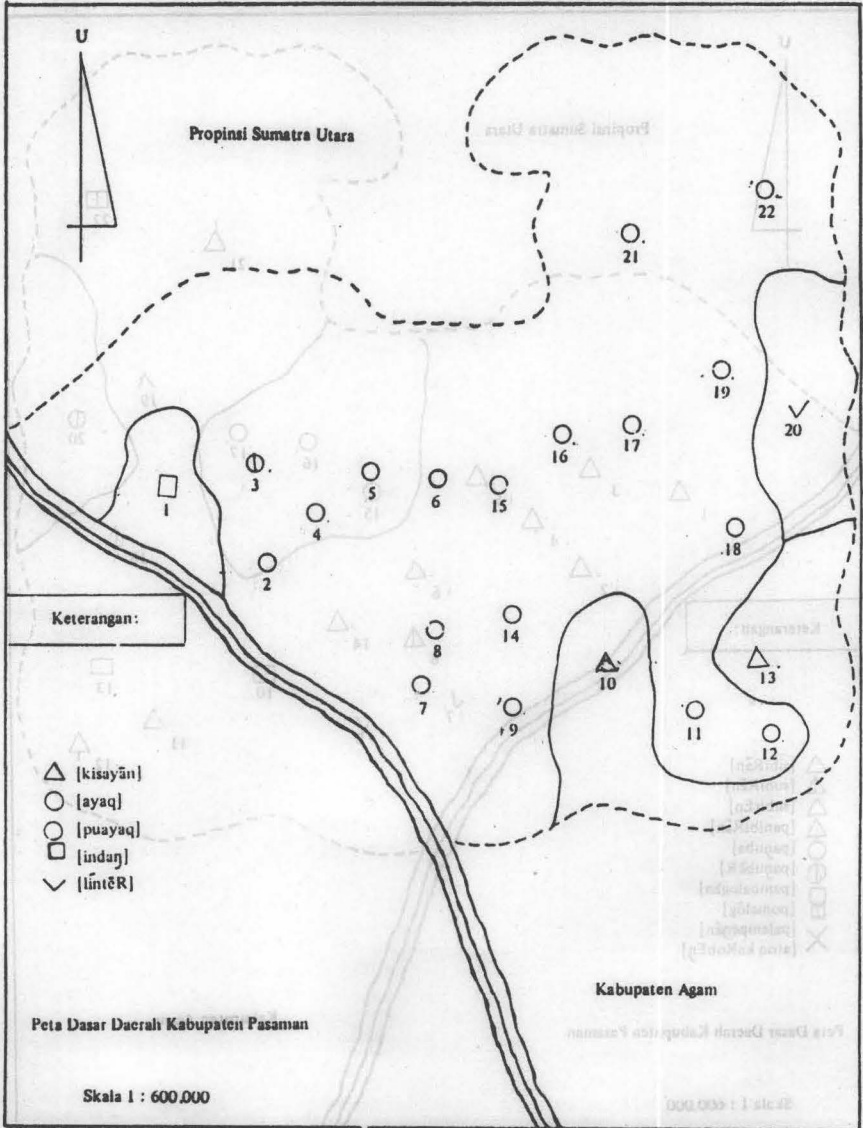 U
Propinsi Sumatra Utara
22
21
19
20
17
16
3
5
6
15
1
4
18
2
14
8
10
13
7
9
11
12
Keterangan:
[kisayān]
[ayaq]
[puayaq]
[indaŋ]
[lintēR]
Kabupaten Agam
Peta Dasar Daerah Kabupaten Pasaman
Skala 1 : 600.000